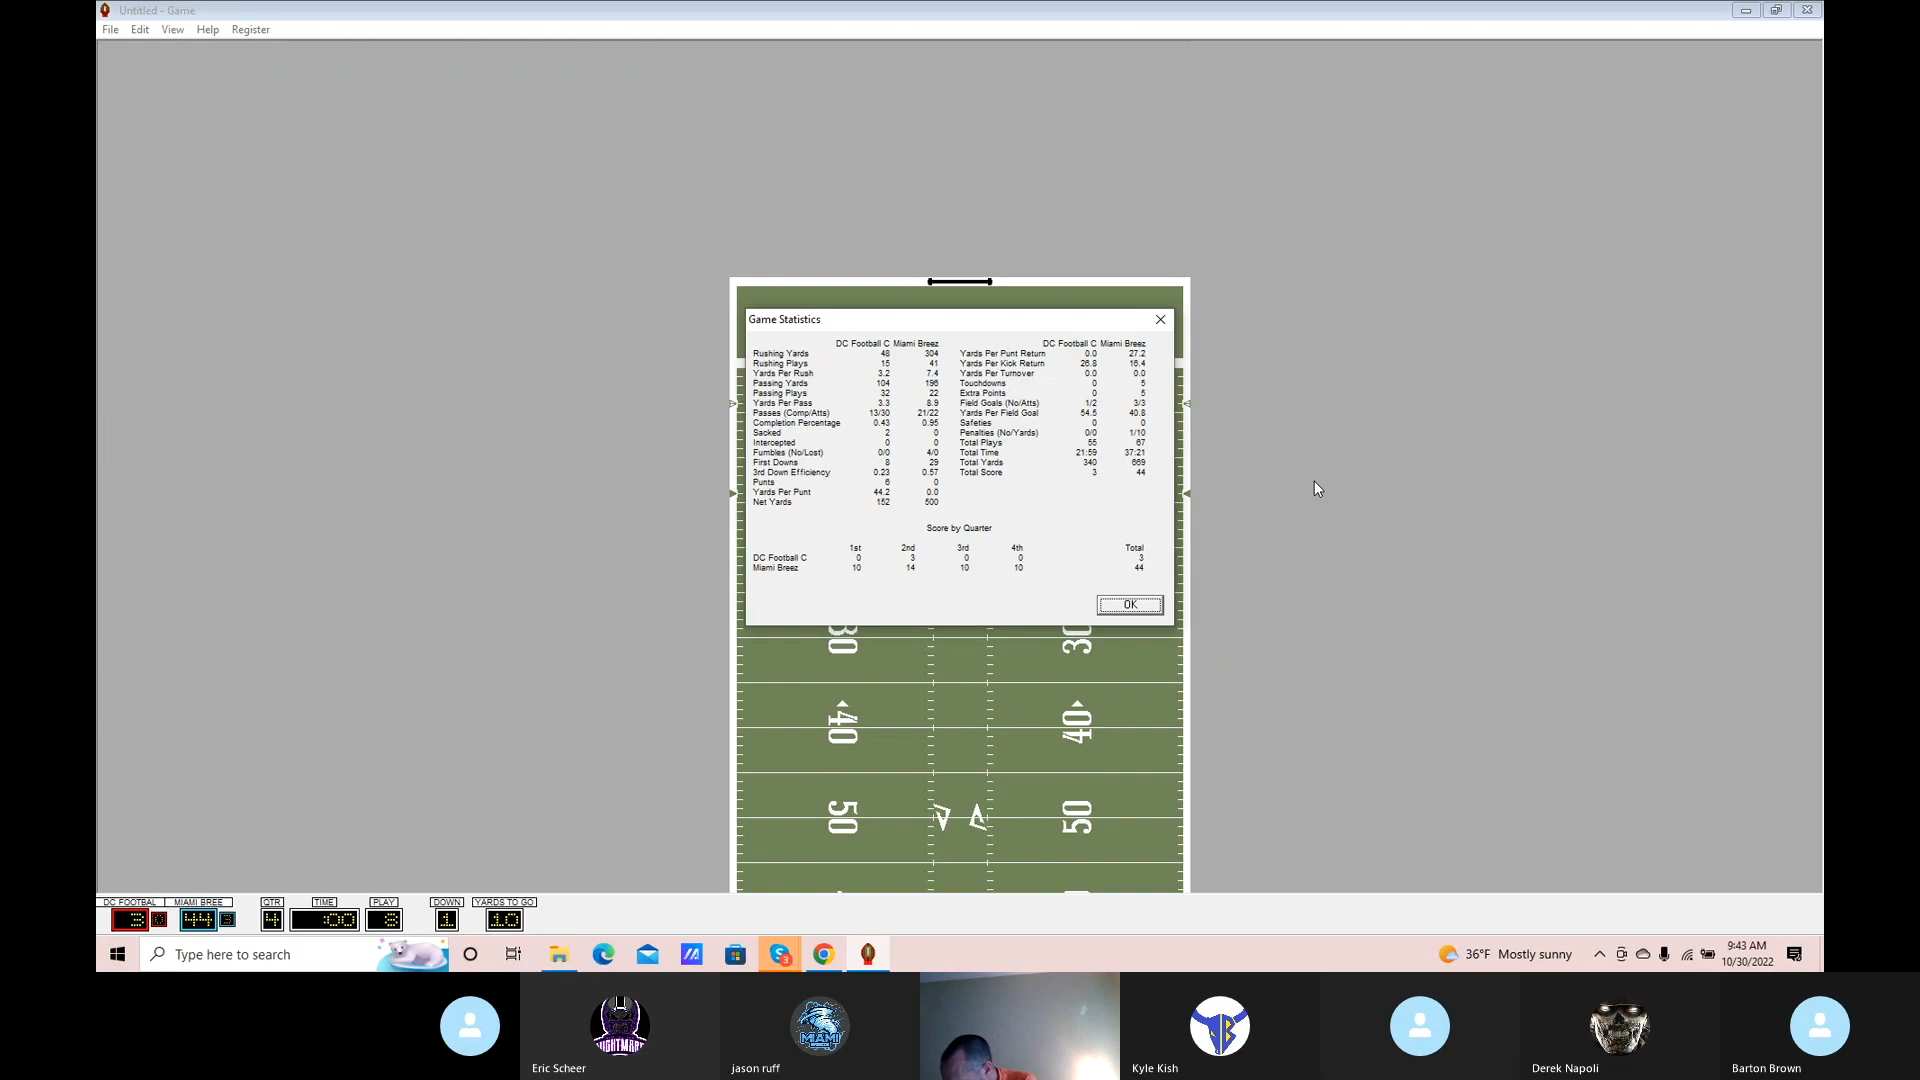 Untitled - Game
File Edit View Help Register
Game Statistics
DC Football C Miami Breez DC Football C Miami Breez
Rushing Yards 48 304 Yards Per Punt Return 0.0 27.2
Rushing Plays 15 41 Yards Per Kick Return 26.8 16.4
Yards Per Rush 3.2 7.4 Yards Per Turnover 0.0 0.0
Passing Yards 104 196 Touchdowns 0 5
Passing Plays 32 22 Extra Points 0 5
Yards Per Pass 3.3 8.9 Field Goals (No/Atts) 1/2 3/3
Passes (Comp/Atts) 13/30 21/22 Yards Per Field Goal 54.5 40.8
Completion Percentage 0.43 0.95 Safeties 0 0
Sacked 2 0 Penalties (No/Yards) 0/0 1/10
Intercepted 0 0 Total Plays 55 67
Fumbles (No/Lost) 0/0 4/0 Total Time 21:59 37:21
First Downs 8 29 Total Yards 340 669
3rd Down Efficiency 0.23 0.57 Total Score 3 44
Punts 6 0
Yards Per Punt 44.2 0.0
Net Yards 152 500
Score by Quarter
1st 2nd 3rd 4th Total
DC Football C 0 3 0 0 3
Miami Breez 10 14 10 10 44
OK
30 30
40 40
50 50
DC FOOTBAL MIAMI BREE QTR TIME PLAY DOWN YARDS TO GO
3 0 44 3 4 :00 8 1 10
Type here to search
3
36°F Mostly sunny
9:43 AM
10/30/2022
NIGHTMARE
MIAMI
Eric Scheer jason ruff Kyle Kish Derek Napoli Barton Brown